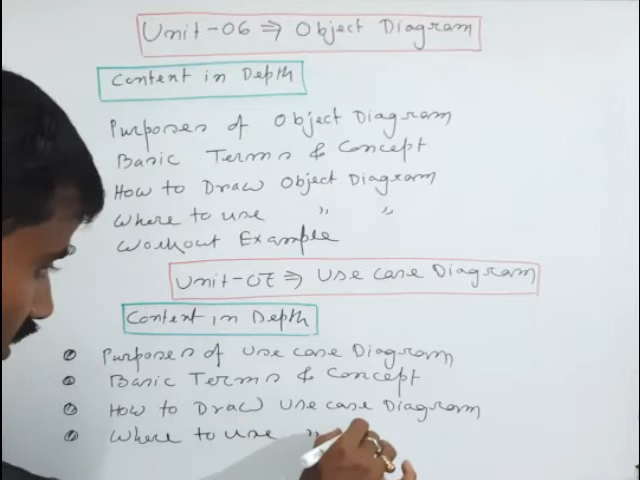 Unit-06 ⇒ Object Diagram
Content in Depth
Purposes of Object Diagram
Basic Terms & Concept
How to Draw Object Diagram
Where to use " "
Workout Example
Unit-07 ⇒ Use Case Diagram
Content in Depth
Purposes of Use Case Diagram
Basic Terms & Concept
How to Draw Use Case Diagram
Where to use "